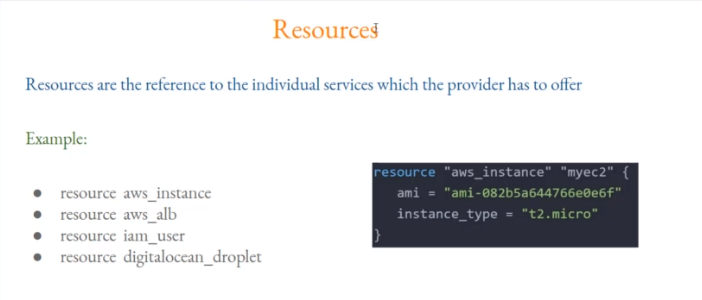 Resources
Resources are the reference to the individual services which the provider has to offer
Example:
● resource aws_instance
● resource aws_alb
● resource iam_user
● resource digitalocean_droplet
resource "aws_instance" "myec2" {
ami = "ami-082b5a644766e0e6f"
instance_type = "t2.micro"
}